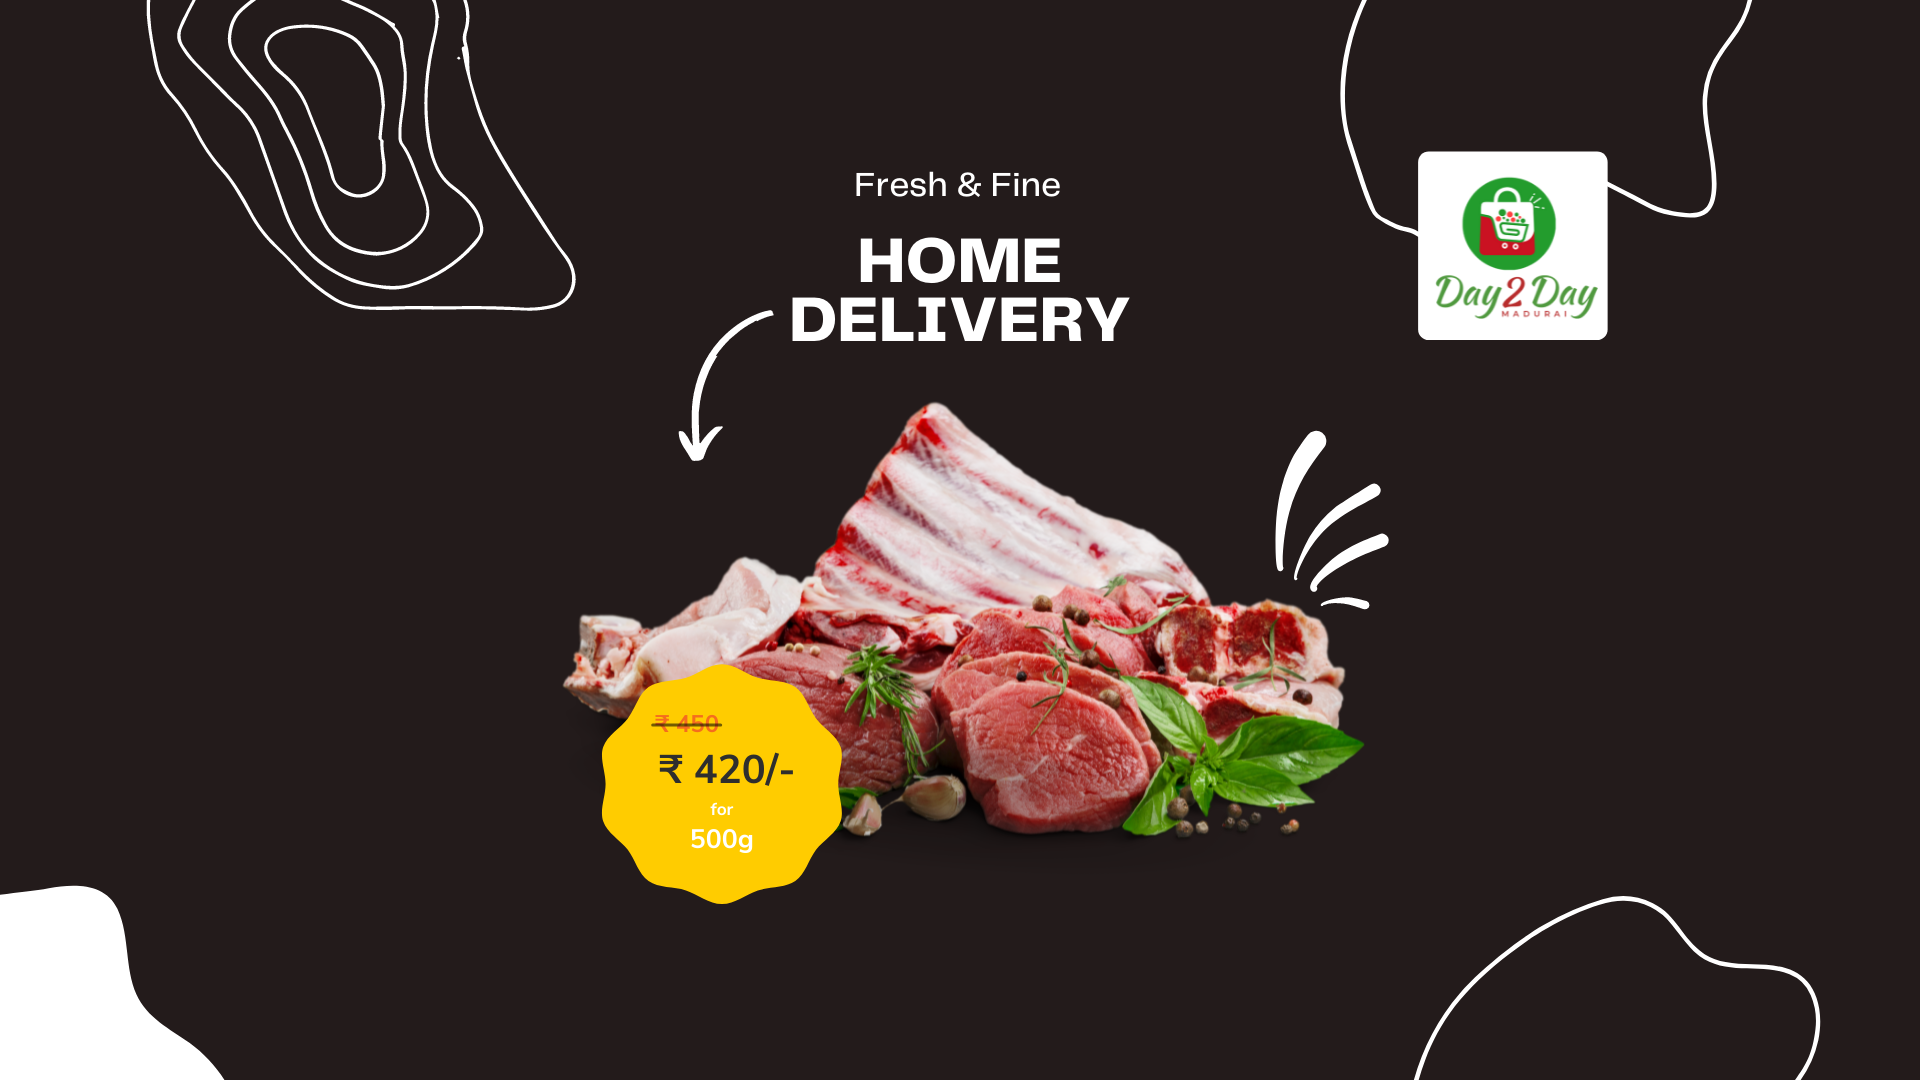 Fresh & Fine
HOME
DELIVERY
Day2Day
MADURAI
₹ 450
₹ 420/-
for
500g